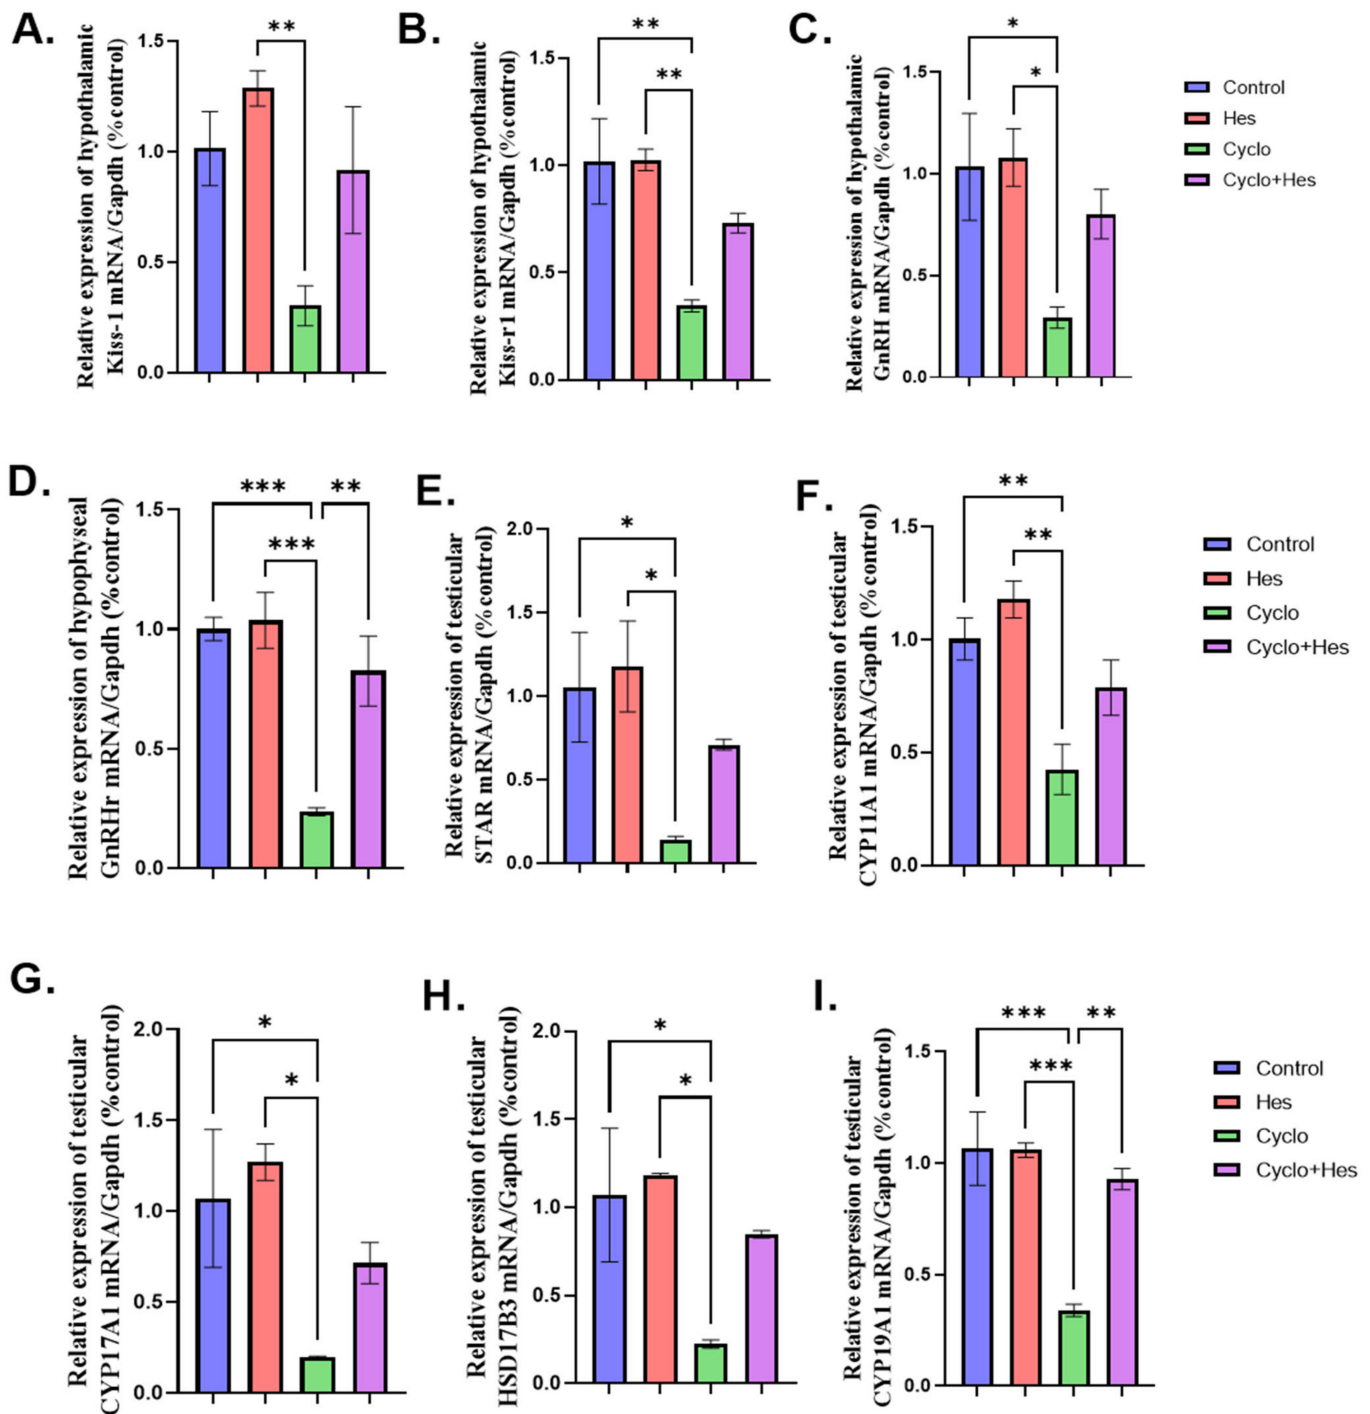 A.
Relative expression of hypothalamic
Kiss-1 mRNA/Gapdh (%control)
1.5
1.0
0.5
0.0
**
B.
Relative expression of hypothalamic
Kiss-r1 mRNA/Gapdh (%control)
1.5
1.0
0.5
0.0
**
**
C.
Relative expression of hypothalamic
GnRH mRNA/Gapdh (%control)
1.5
1.0
0.5
0.0
*
*
Control
Hes
Cyclo
Cyclo+Hes
D.
Relative expression of hypophyseal
GnRHr mRNA/Gapdh (%control)
1.5
1.0
0.5
0.0
***
**
***
E.
Relative expression of testicular
STAR mRNA/Gapdh (%control)
2.0
1.5
1.0
0.5
0.0
*
*
F.
Relative expression of testicular
CYP11A1 mRNA/Gapdh (%control)
1.5
1.0
0.5
0.0
**
**
Control
Hes
Cyclo
Cyclo+Hes
G.
Relative expression of testicular
CYP17A1 mRNA/Gapdh (%control)
2.0
1.5
1.0
0.5
0.0
*
*
H.
Relative expression of testicular
HSD17B3 mRNA/Gapdh (%control)
2.0
1.5
1.0
0.5
0.0
*
*
I.
Relative expression of testicular
CYP19A1 mRNA/Gapdh (%control)
1.5
1.0
0.5
0.0
***
**
***
Control
Hes
Cyclo
Cyclo+Hes